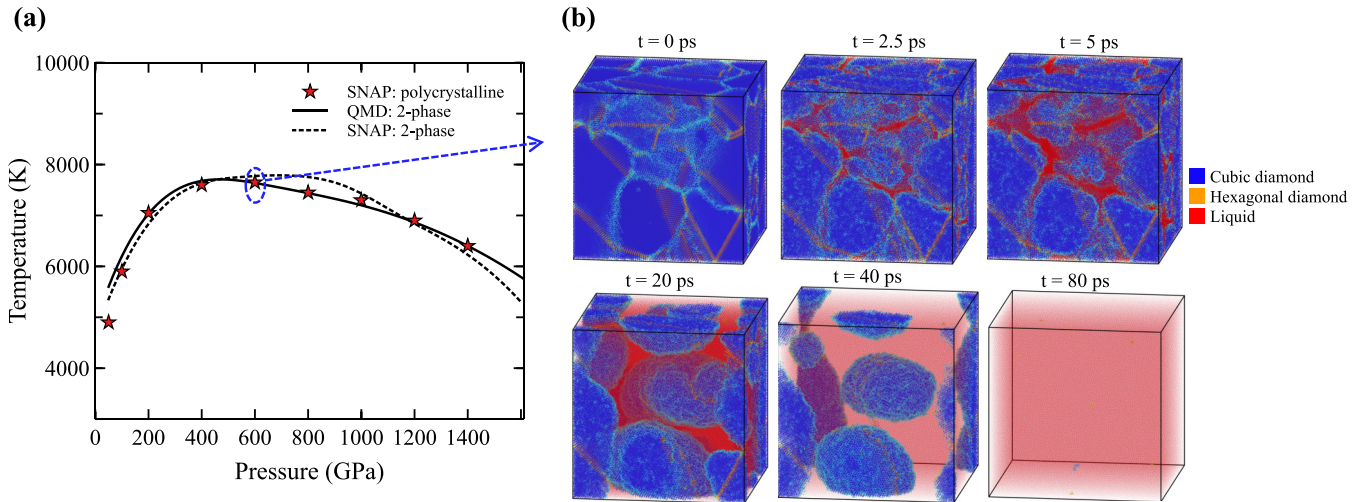 (a)
10000
8000
6000
4000
Temperature (K)
0
200
400
600
800
1000
1200
1400
Pressure (GPa)
SNAP: polycrystalline
QMD: 2-phase
SNAP: 2-phase
(b)
t = 0 ps
t = 2.5 ps
t = 5 ps
Cubic diamond
Hexagonal diamond
Liquid
t = 20 ps
t = 40 ps
t = 80 ps